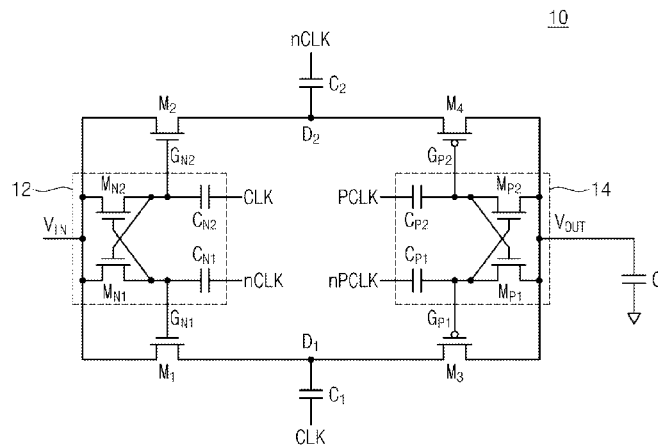 10
nCLK
C2
M2
M4
D2
GN2
GP2
12
MN2
MP2
14
CLK
PCLK
VIN
CN2
CP2
VOUT
CN1
CP1
C
nCLK
nPCLK
MN1
MP1
GN1
GP1
D1
M1
M3
C1
CLK